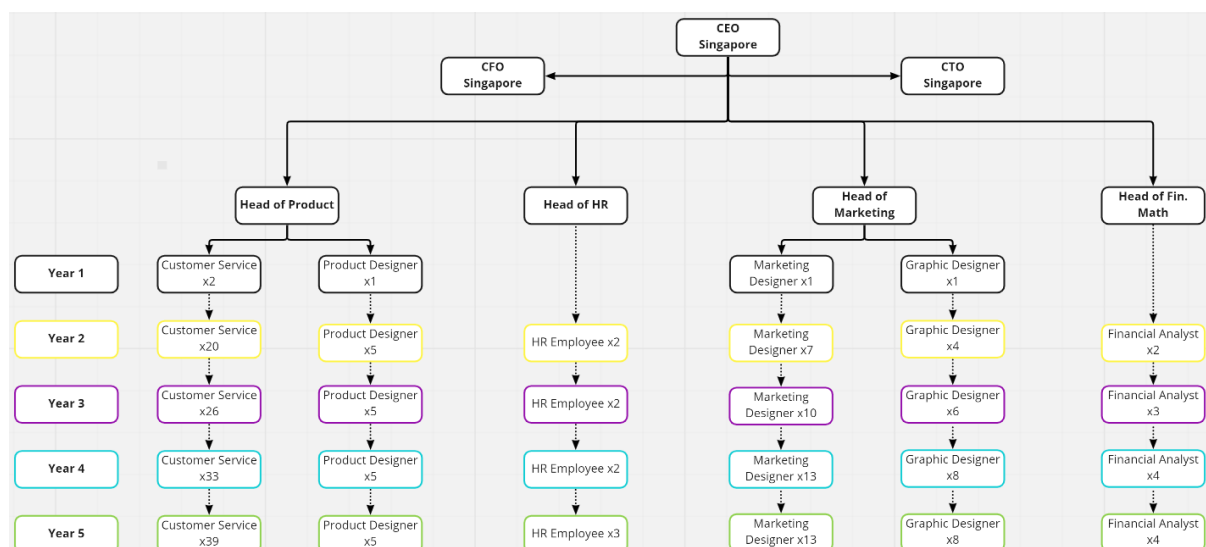 CEO
Singapore
CFO
Singapore
CTO
Singapore
Head of Product
Head of HR
Head of
Marketing
Head of Fin.
Math
Year 1
Customer Service
x2
Product Designer
x1
Marketing
Designer x1
Graphic Designer
x1
Year 2
Customer Service
x20
Product Designer
x5
HR Employee x2
Marketing
Designer x7
Graphic Designer
x4
Financial Analyst
x2
Year 3
Customer Service
x26
Product Designer
x5
HR Employee x2
Marketing
Designer x10
Graphic Designer
x6
Financial Analyst
x3
Year 4
Customer Service
x33
Product Designer
x5
HR Employee x2
Marketing
Designer x13
Graphic Designer
x8
Financial Analyst
x4
Year 5
Customer Service
x39
Product Designer
x5
HR Employee x3
Marketing
Designer x13
Graphic Designer
x8
Financial Analyst
x4